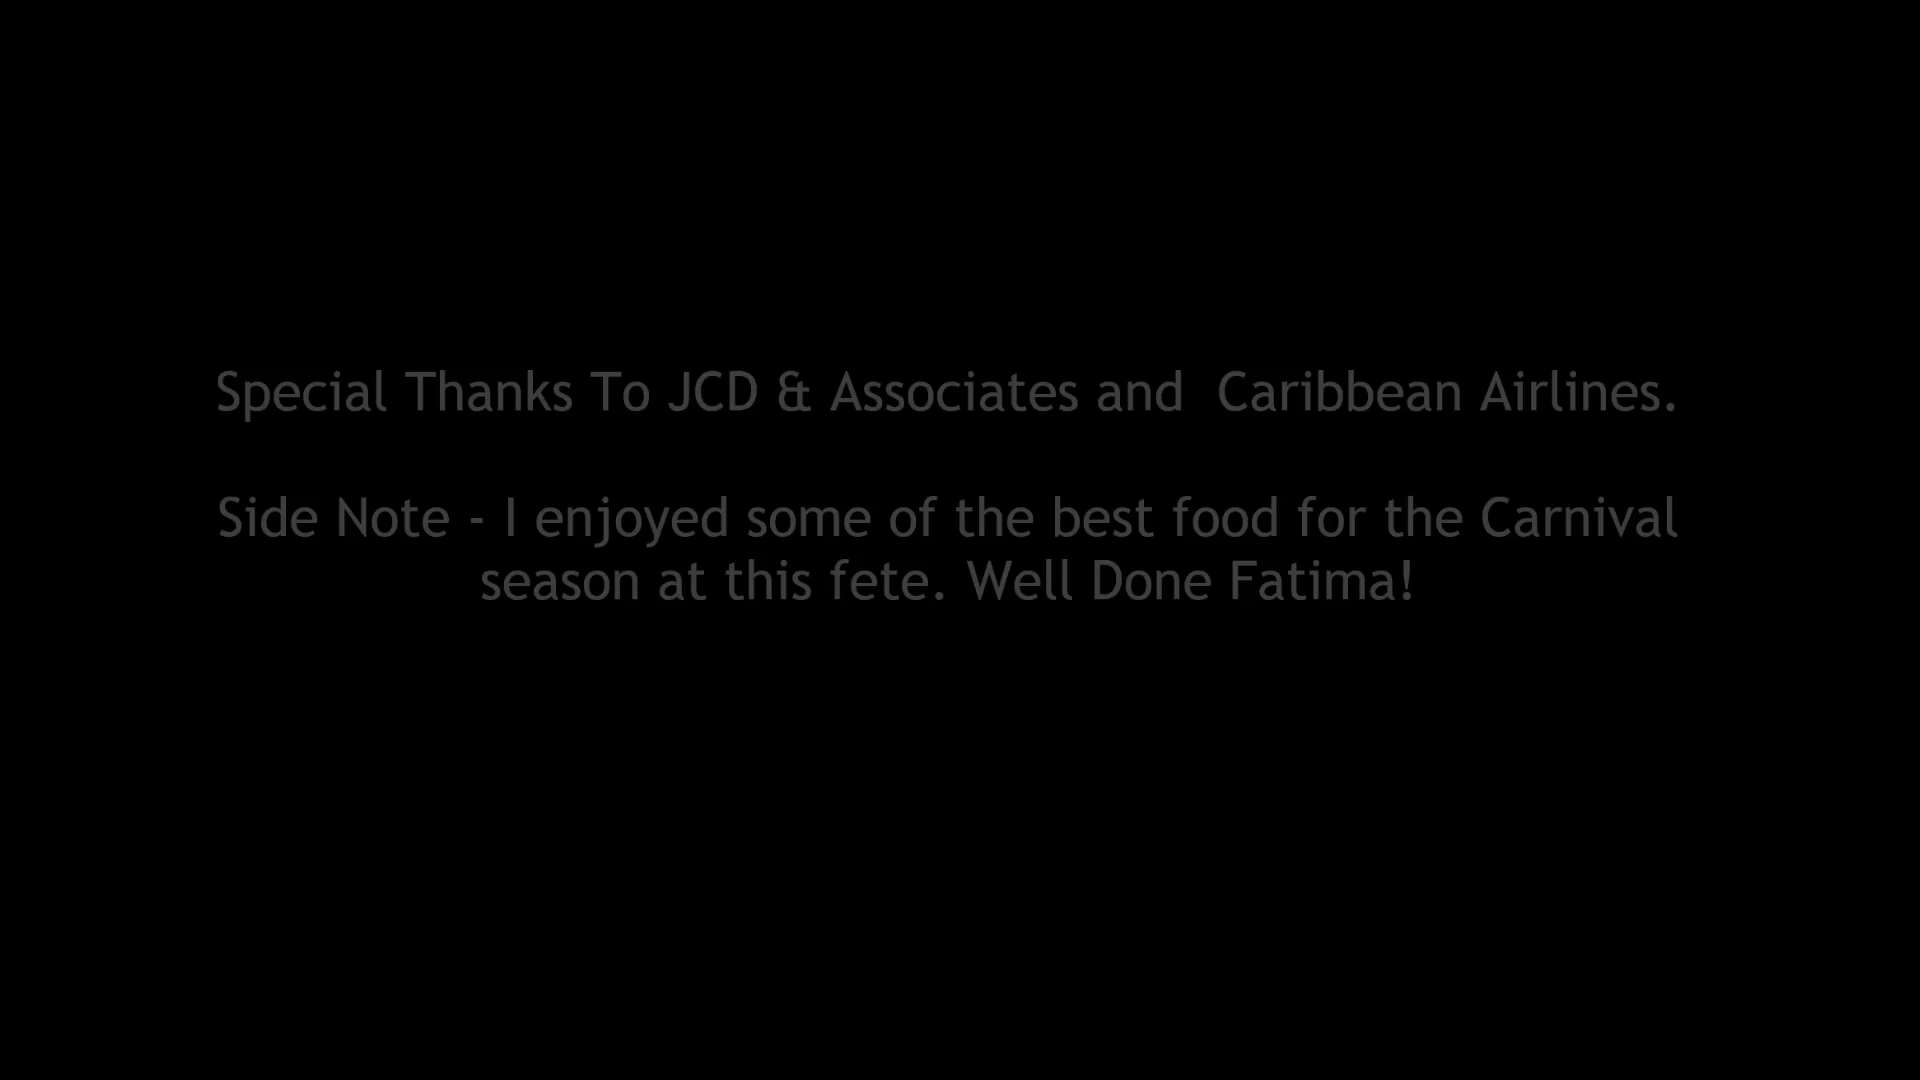 Special Thanks To JCD & Associates and  Caribbean Airlines.
Side Note - I enjoyed some of the best food for the Carnival
season at this fete. Well Done Fatima!